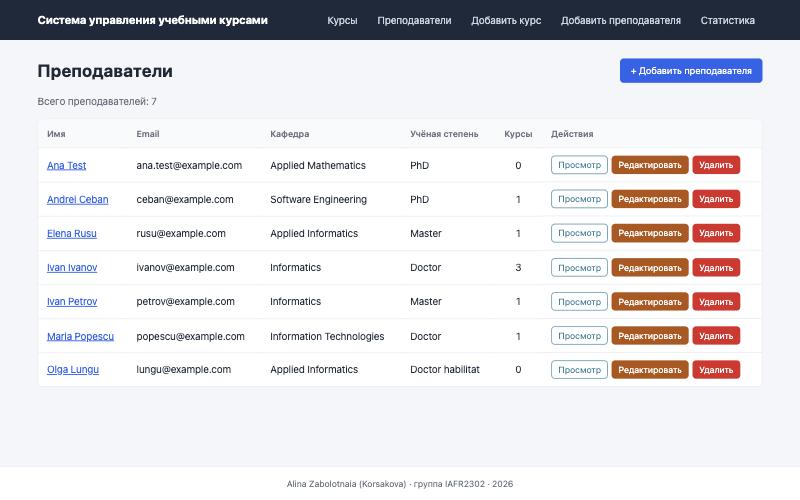 Система управления учебными курсами Курсы Преподаватели Добавить курс Добавить преподавателя Статистика
Преподаватели + Добавить преподавателя
Всего преподавателей: 7
Имя Email Кафедра Учёная степень Курсы Действия
Ana Test ana.test@example.com Applied Mathematics PhD 0 Просмотр Редактировать Удалить
Andrei Ceban ceban@example.com Software Engineering PhD 1 Просмотр Редактировать Удалить
Elena Rusu rusu@example.com Applied Informatics Master 1 Просмотр Редактировать Удалить
Ivan Ivanov ivanov@example.com Informatics Doctor 3 Просмотр Редактировать Удалить
Ivan Petrov petrov@example.com Informatics Master 1 Просмотр Редактировать Удалить
Maria Popescu popescu@example.com Information Technologies Doctor 1 Просмотр Редактировать Удалить
Olga Lungu lungu@example.com Applied Informatics Doctor habilitat 0 Просмотр Редактировать Удалить
Alina Zabolotnaia (Korsakova) · группа IAFR2302 · 2026